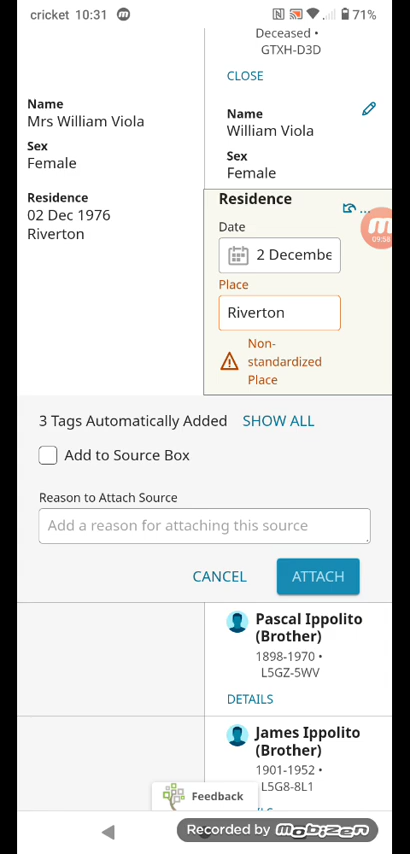 cricket 10:31
71%
Deceased •
GTXH-D3D
CLOSE
Name
Mrs William Viola
Name
William Viola
Sex
Female
Sex
Female
Residence
02 Dec 1976
Riverton
Residence
...
09:58
Date
2 Decembe
Place
Riverton
Non-
standardized
Place
3 Tags Automatically Added SHOW ALL
Add to Source Box
Reason to Attach Source
Add a reason for attaching this source
CANCEL
ATTACH
Pascal Ippolito
(Brother)
1898-1970 •
L5GZ-5WV
DETAILS
James Ippolito
(Brother)
1901-1952 •
L5G8-8L1
Feedback
Recorded by mobizen